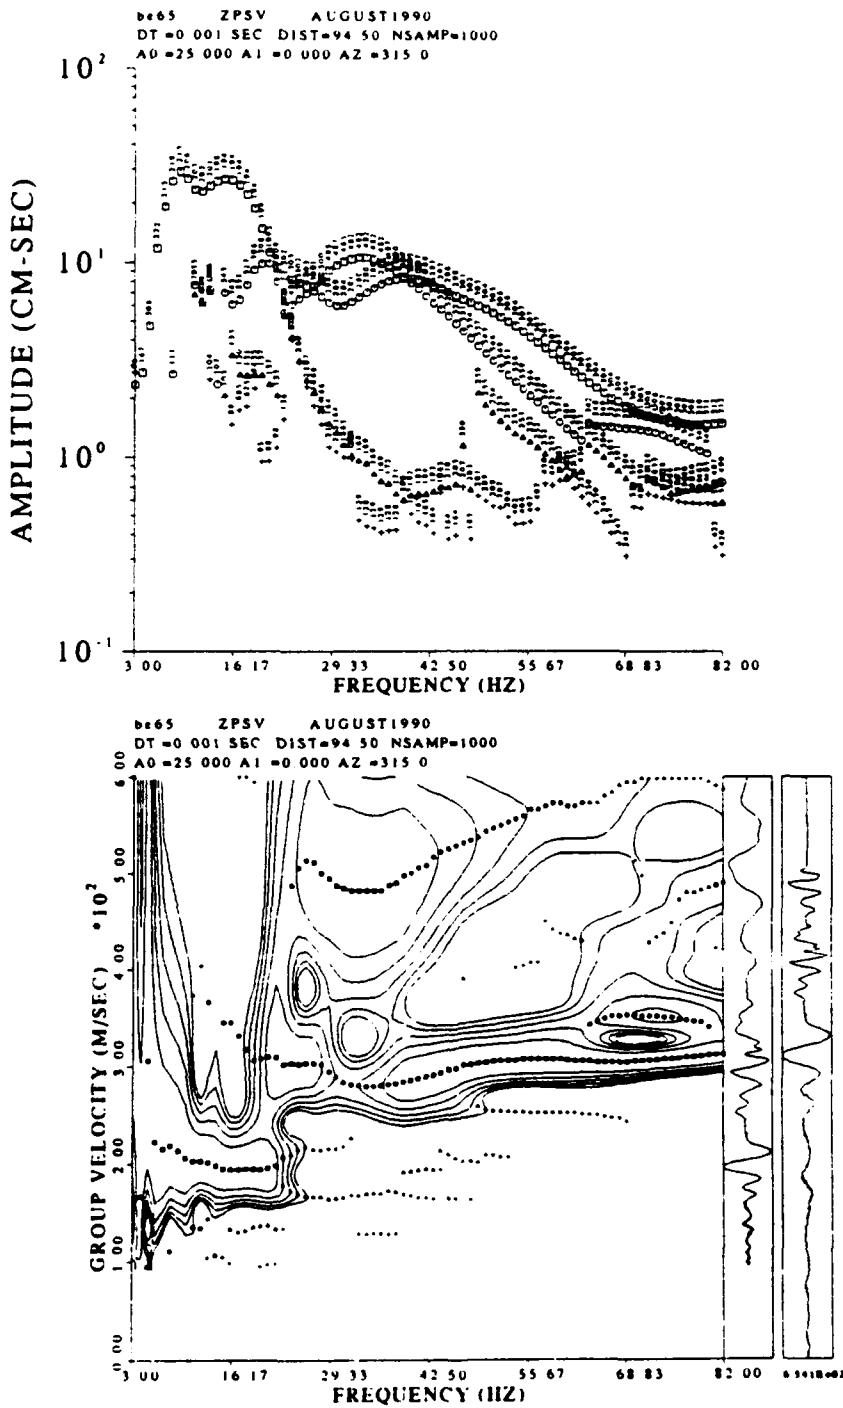 be65 ZPSV AUGUST1990
DT =0 001 SEC DIST=94 50 NSAMP=1000
A0 =25 000 A1 =0 000 AZ =315 0
10²
10¹
10⁰
10⁻¹
AMPLITUDE (CM-SEC)
3 00 16 17 29 33 42 50 55 67 68 83 82 00
FREQUENCY (HZ)
be65 ZPSV AUGUST1990
DT =0 001 SEC DIST=94 50 NSAMP=1000
A0 =25 000 A1 =0 000 AZ =315 0
6 00
5 00
4 00
3 00
2 00
1 00
0 00
GROUP VELOCITY (M/SEC) *10²
3 00 16 17 29 33 42 50 55 67 68 83 82 00
FREQUENCY (HZ)